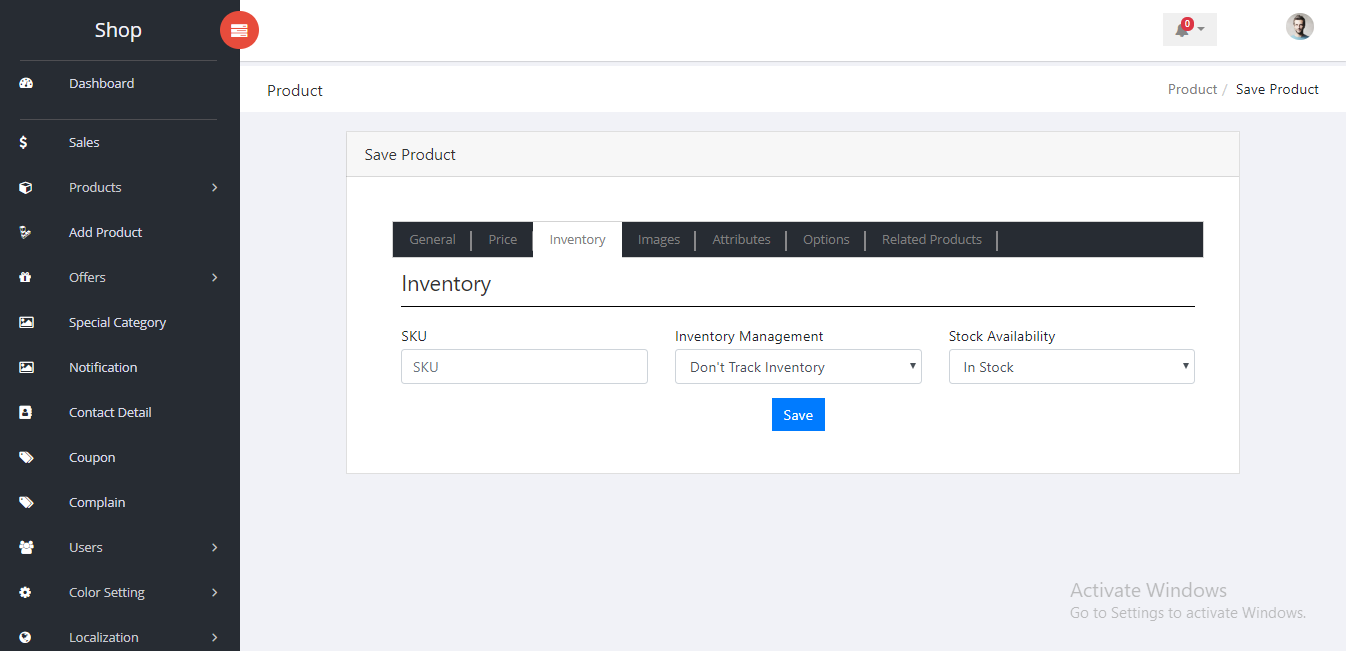 Shop
0
Dashboard
Product
Product / Save Product
Sales
Save Product
Products
Add Product
General
Price
Inventory
Images
Attributes
Options
Related Products
Offers
Inventory
Special Category
SKU
Inventory Management
Stock Availability
Notification
SKU
Don't Track Inventory
In Stock
Contact Detail
Save
Coupon
Complain
Users
Color Setting
Localization
Activate Windows
Go to Settings to activate Windows.